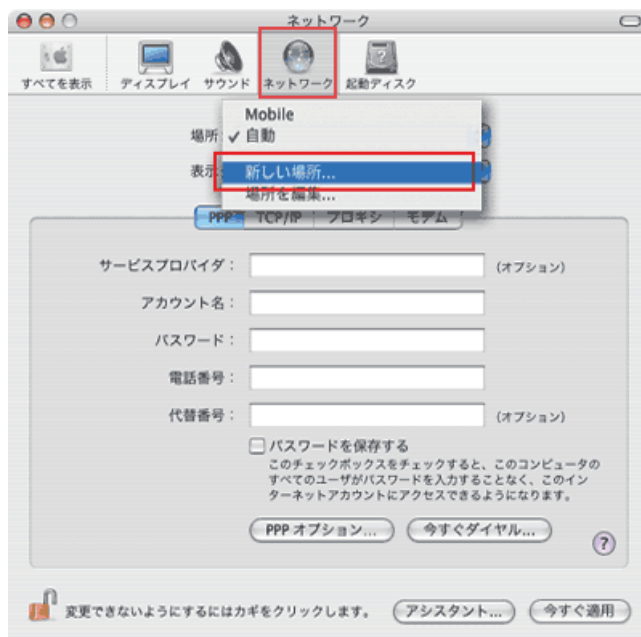 ネットワーク
すべてを表示 ディスプレイ サウンド ネットワーク 起動ディスク
Mobile
場所 ✓ 自動
表示 新しい場所...
場所を編集...
PPP TCP/IP プロキシ モデム
サービスプロバイダ： (オプション)
アカウント名：
パスワード：
電話番号：
代替番号： (オプション)
パスワードを保存する
このチェックボックスをチェックすると、このコンピュータの
すべてのユーザがパスワードを入力することなく、このイン
ターネットアカウントにアクセスできるようになります。
PPP オプション... 今すぐダイヤル... ?
変更できないようにするにはカギをクリックします。 アシスタント... 今すぐ適用